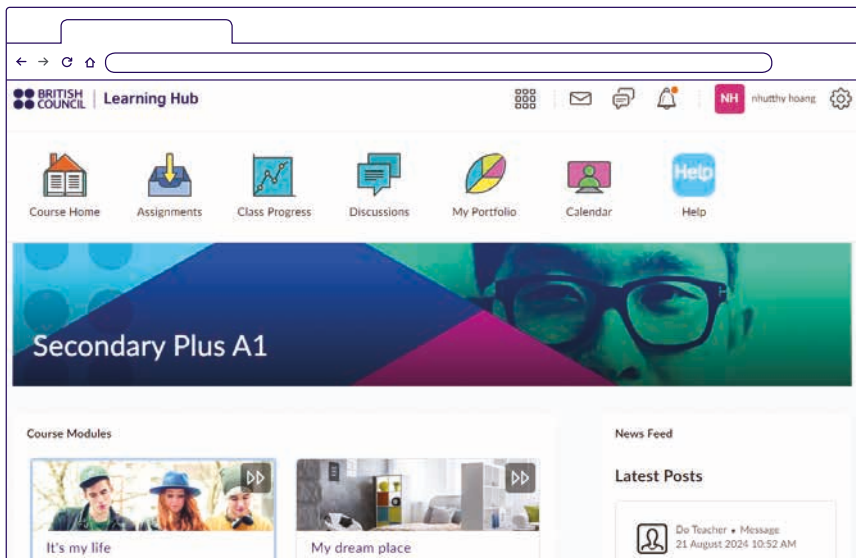 BRITISH
COUNCIL
Learning Hub
NH
nhutthy hoang
Course Home
Assignments
Class Progress
Discussions
My Portfolio
Calendar
Help
Help
Secondary Plus A1
Course Modules
News Feed
Latest Posts
It's my life
My dream place
Do Teacher • Message
21 August 2024 10:52 AM